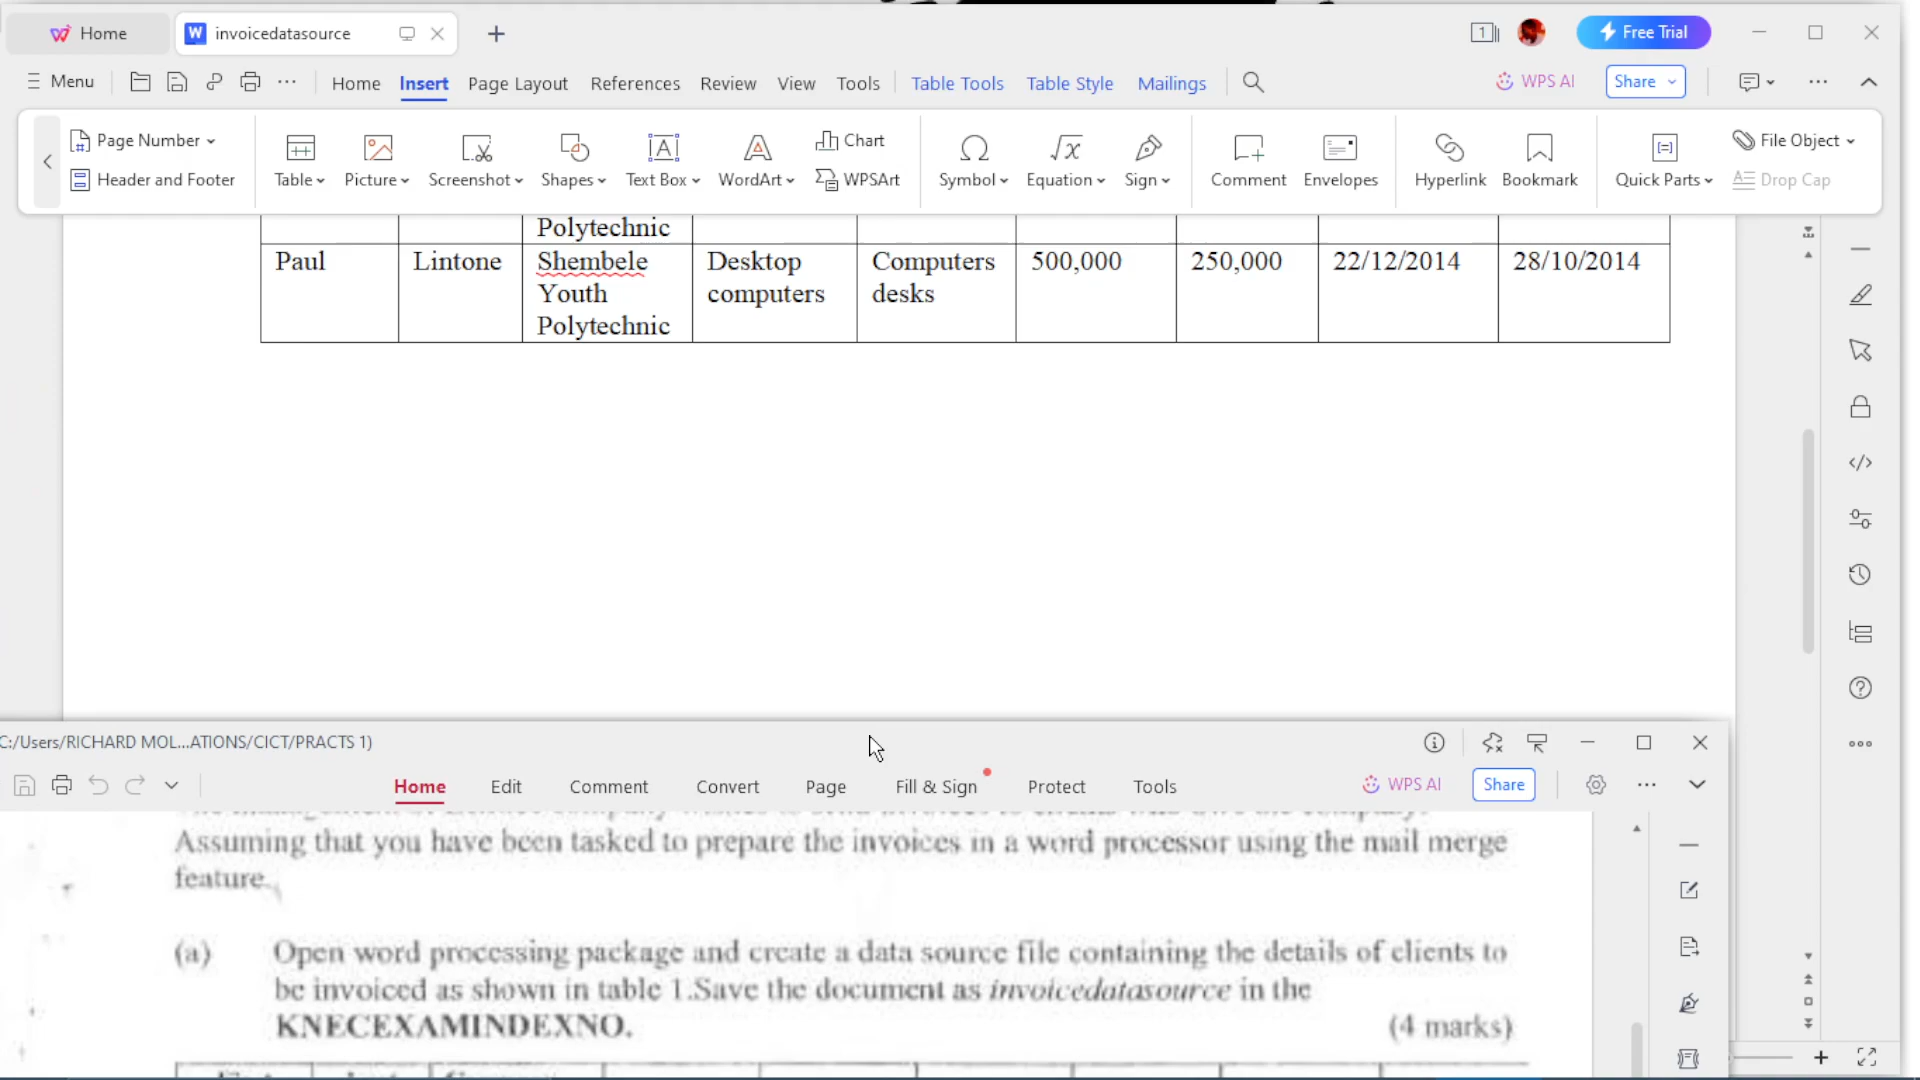 Home
invoicedatasource
Free Trial
Menu
Home Insert Page Layout References Review View Tools Table Tools Table Style Mailings
WPS AI
Share
Page Number
Header and Footer
Table
Picture
Screenshot
Shapes
Text Box
WordArt
Chart
WPSArt
Symbol
Equation
Sign
Comment
Envelopes
Hyperlink
Bookmark
Quick Parts
File Object
Drop Cap
Polytechnic
Paul Lintone Shembele Desktop Computers 500,000 250,000 22/12/2014 28/10/2014
Youth computers desks
Polytechnic
C:/Users/RICHARD MOL...ATIONS/CICT/PRACTS 1)
Home Edit Comment Convert Page Fill & Sign Protect Tools
WPS AI
Share
Assuming that you have been tasked to prepare the invoices in a word processor using the mail merge
feature.
(a) Open word processing package and create a data source file containing the details of clients to
be invoiced as shown in table 1.Save the document as invoicedatasource in the
KNECEXAMINDEXNO. (4 marks)